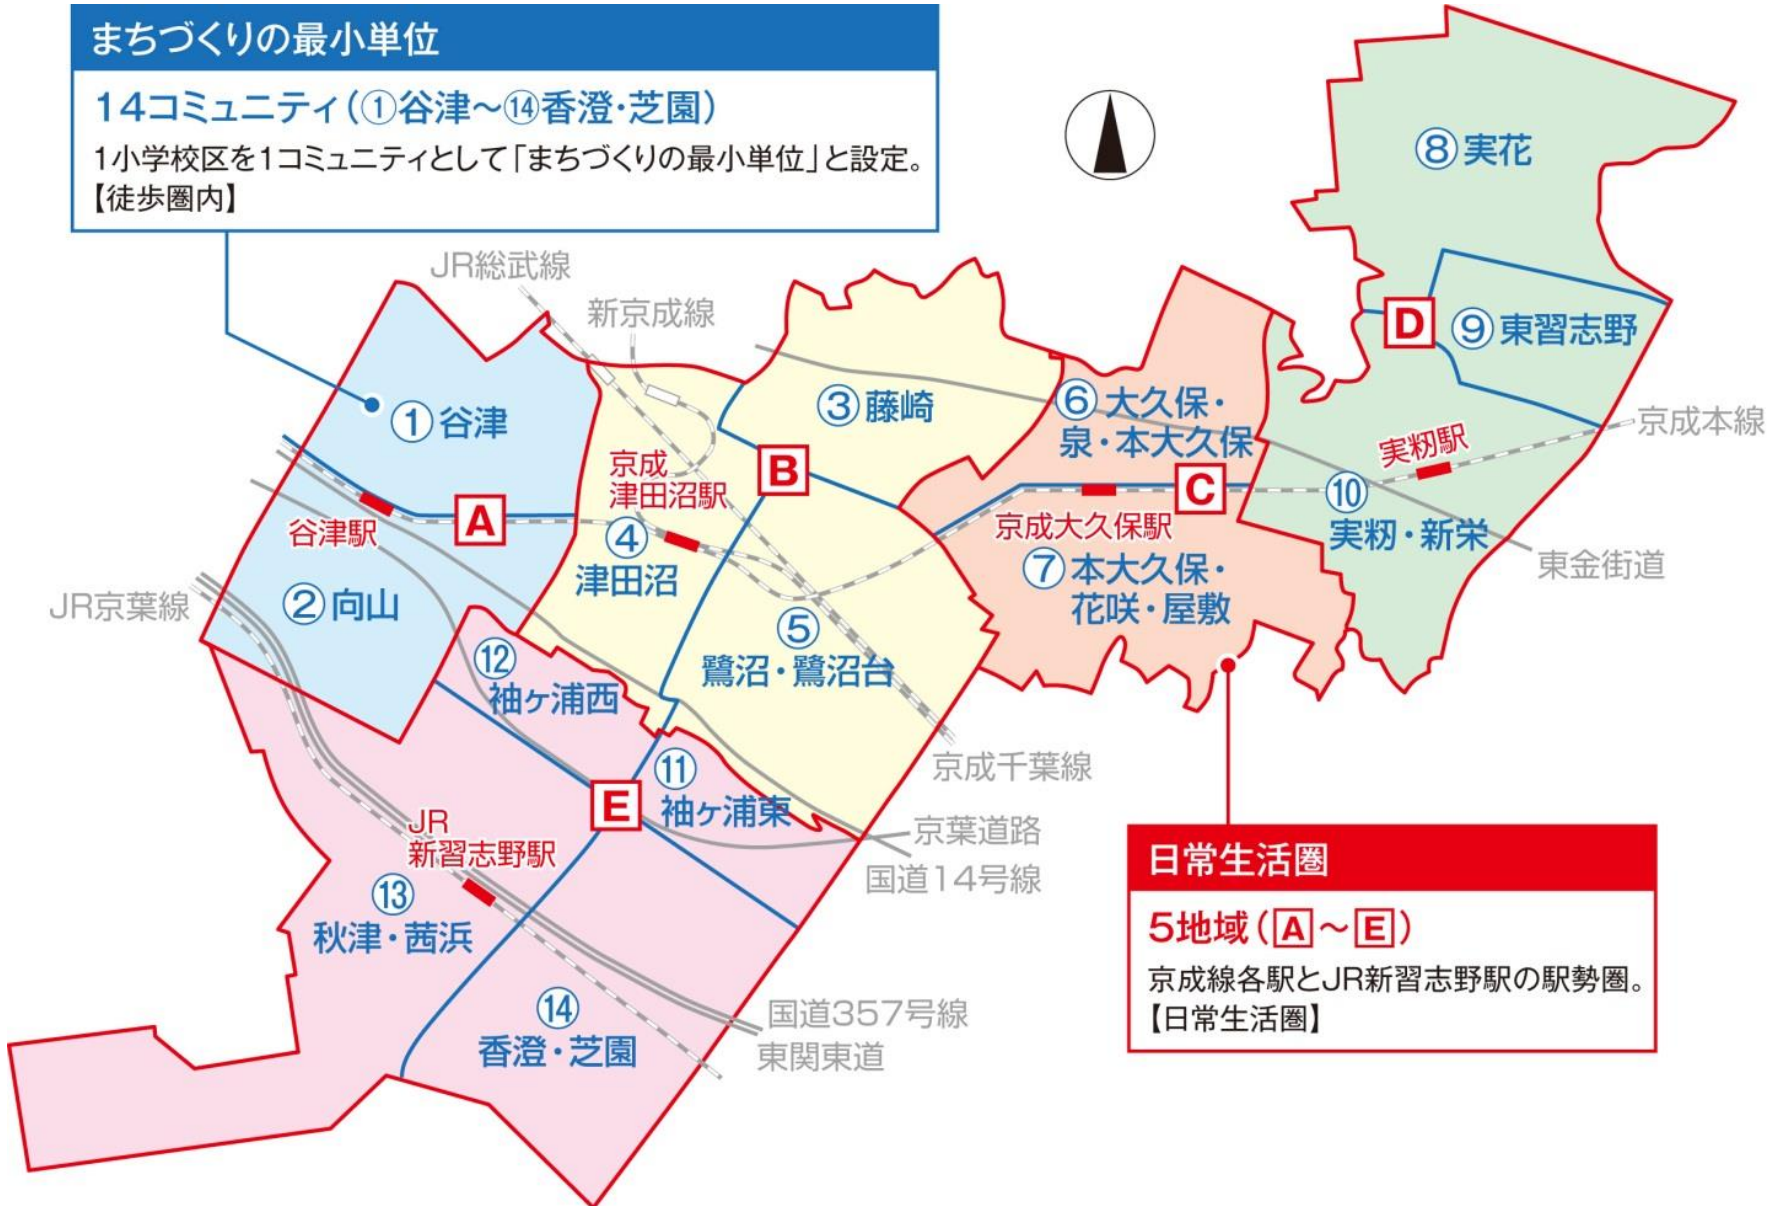 まちづくりの最小単位
14コミュニティ(①谷津～⑭香澄・芝園)
1小学校区を1コミュニティとして「まちづくりの最小単位」と設定。
【徒歩圏内】
⑧実花
JR総武線
新京成線
D
⑨東習志野
③藤崎
⑥大久保・
泉・本大久保
①谷津
京成本線
実籾駅
B
京成
津田沼駅
C
⑩
実籾・新栄
A
谷津駅
京成大久保駅
④
津田沼
東金街道
⑦本大久保・
花咲・屋敷
JR京葉線
②向山
⑤
鷺沼・鷺沼台
⑫
袖ヶ浦西
京成千葉線
⑪
袖ヶ浦東
E
JR
新習志野駅
京葉道路
国道14号線
⑬
秋津・茜浜
日常生活圏
5地域(A～E)
京成線各駅とJR新習志野駅の駅勢圏。
【日常生活圏】
⑭
香澄・芝園
国道357号線
東関東道